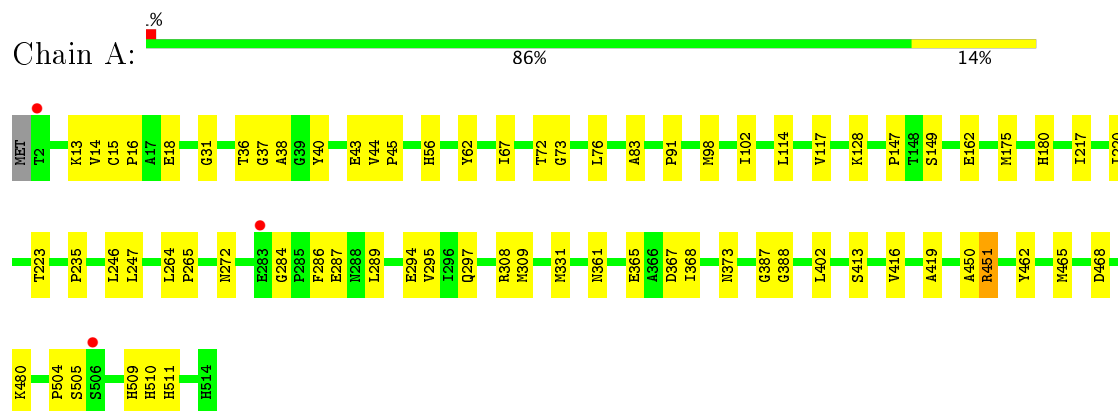 .%
Chain A:
86% 14%
MET T2 K13 V14 C15 P16 A17 E18 G31 T36 G37 A38 G39 Y40 E43 V44 P45 H56 Y62 I67 T72 G73 L76 A83 P91 M98 I102 L114 V117 K128 P147 T148 S149 E162 M175 H180 I217
T223 P235 L246 L247 L264 P265 N272 E283 G284 P285 F286 E287 N288 L289 E294 V295 I296 Q297 R308 M309 M331 N361 E365 A366 D367 I368 N373 G387 G388 L402 S413 V416 A419 A450 R451 Y462 M465 D468
K480 P504 S505 S506 H509 H510 H511 H514